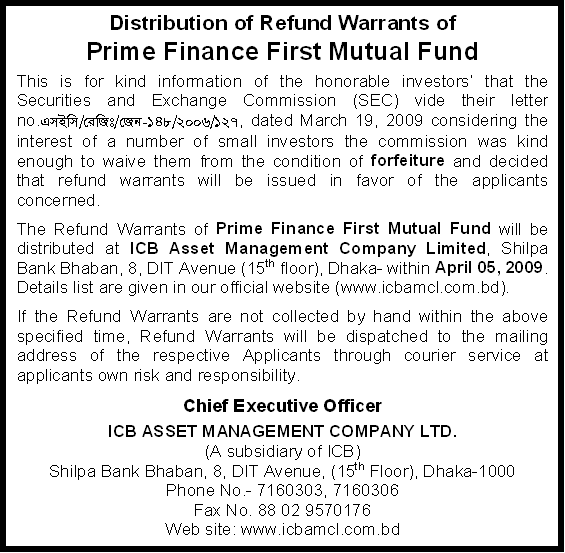 Distribution of Refund Warrants of
Prime Finance First Mutual Fund
This is for kind information of the honorable investors' that the
Securities and Exchange Commission (SEC) vide their letter
no.এসইসি/রেজিঃ/জেন-১৪৮/২০০৬/১২৭, dated March 19, 2009 considering the
interest of a number of small investors the commission was kind
enough to waive them from the condition of forfeiture and decided
that refund warrants will be issued in favor of the applicants
concerned.
The Refund Warrants of Prime Finance First Mutual Fund will be
distributed at ICB Asset Management Company Limited, Shilpa
Bank Bhaban, 8, DIT Avenue (15th floor), Dhaka- within April 05, 2009.
Details list are given in our official website (www.icbamcl.com.bd).
If the Refund Warrants are not collected by hand within the above
specified time, Refund Warrants will be dispatched to the mailing
address of the respective Applicants through courier service at
applicants own risk and responsibility.
Chief Executive Officer
ICB ASSET MANAGEMENT COMPANY LTD.
(A subsidiary of ICB)
Shilpa Bank Bhaban, 8, DIT Avenue, (15th Floor), Dhaka-1000
Phone No.- 7160303, 7160306
Fax No. 88 02 9570176
Web site: www.icbamcl.com.bd